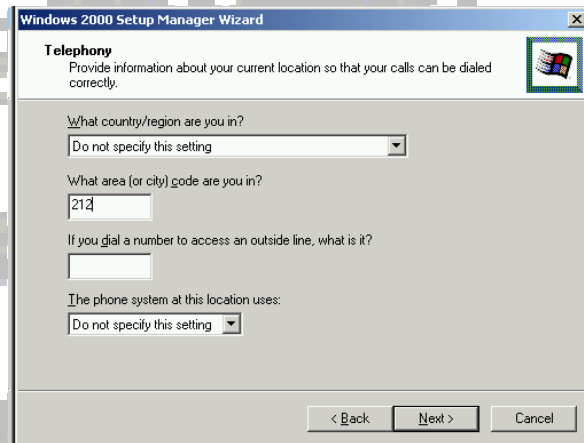 Windows 2000 Setup Manager Wizard
Telephony
Provide information about your current location so that your calls can be dialed
correctly.
What country/region are you in?
Do not specify this setting
What area (or city) code are you in?
212
If you dial a number to access an outside line, what is it?
The phone system at this location uses:
Do not specify this setting
< Back Next > Cancel